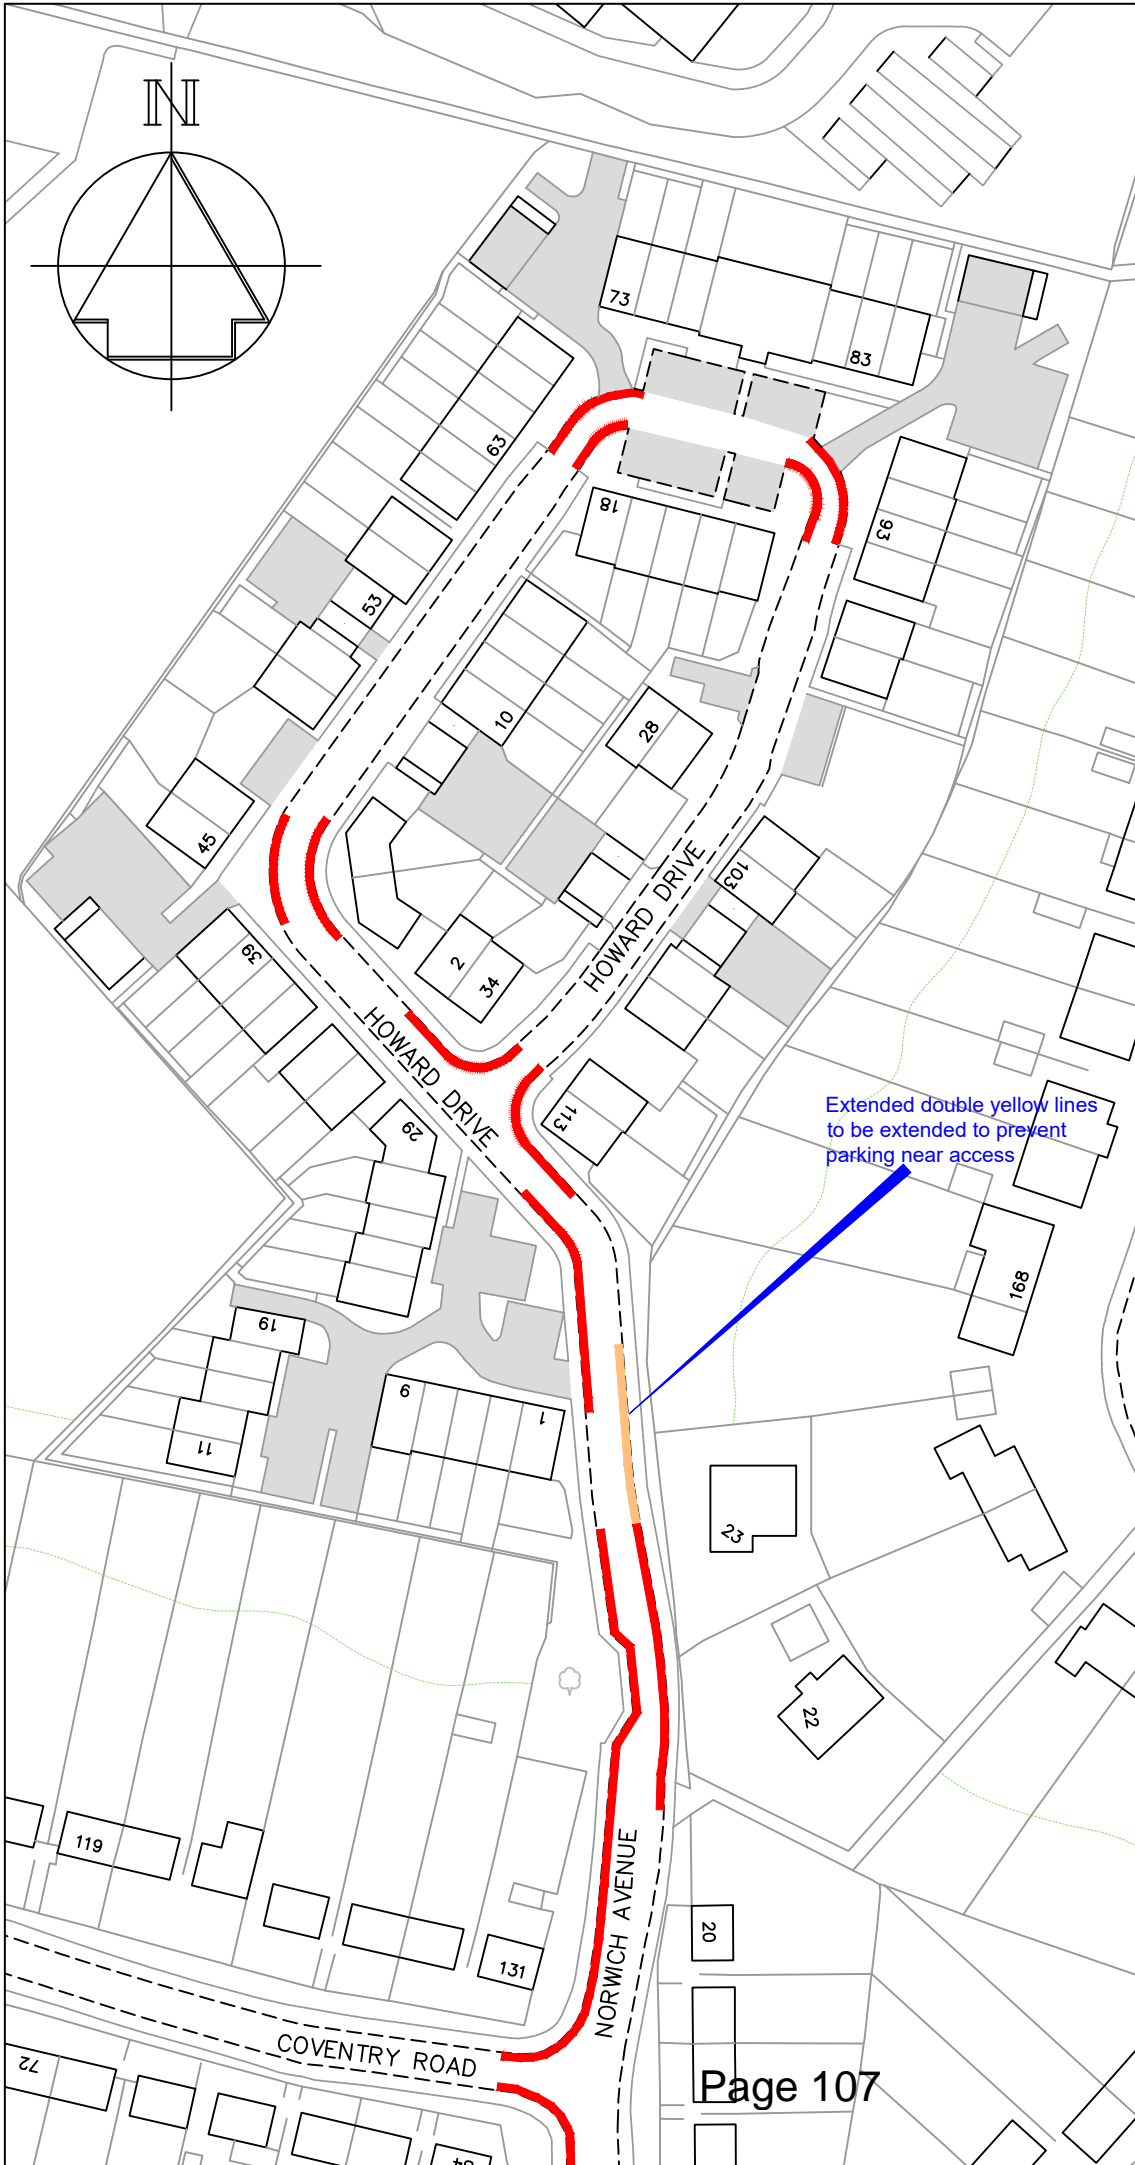 N
73
83
63
18
93
53
10
28
45
103
39
2
34
HOWARD DRIVE
HOWARD DRIVE
113
29
Extended double yellow lines
to be extended to prevent
parking near access
168
19
9
1
11
23
22
119
131
20
NORWICH AVENUE
COVENTRY ROAD
72
Page 107